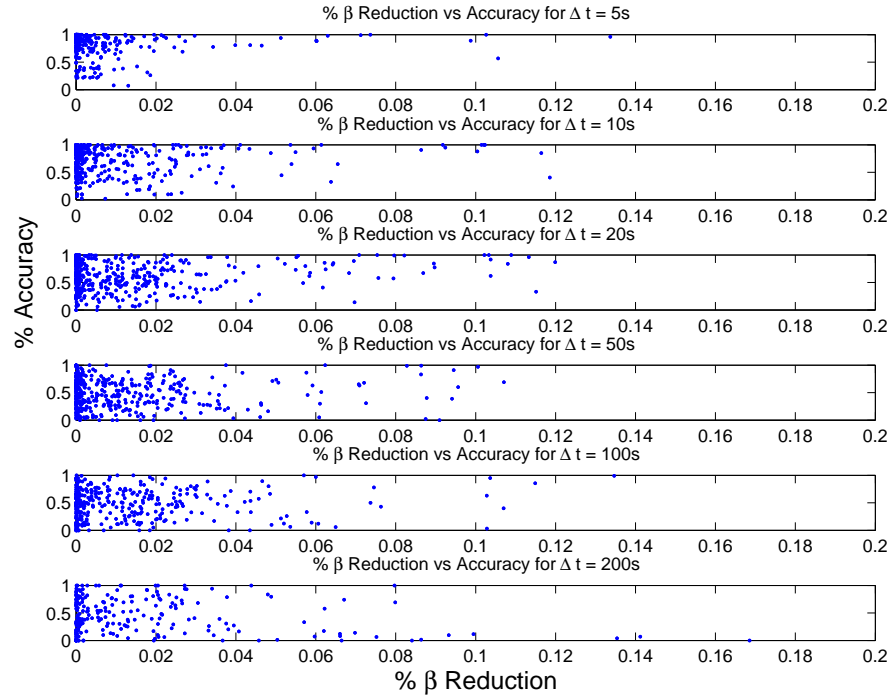 % β Reduction vs Accuracy for Δ t = 5s
1
0.5
0
0 0.02 0.04 0.06 0.08 0.1 0.12 0.14 0.16 0.18 0.2
% β Reduction vs Accuracy for Δ t = 10s
1
0.5
0
0 0.02 0.04 0.06 0.08 0.1 0.12 0.14 0.16 0.18 0.2
% β Reduction vs Accuracy for Δ t = 20s
1
0.5
0
0 0.02 0.04 0.06 0.08 0.1 0.12 0.14 0.16 0.18 0.2
% β Reduction vs Accuracy for Δ t = 50s
1
0.5
0
0 0.02 0.04 0.06 0.08 0.1 0.12 0.14 0.16 0.18 0.2
% β Reduction vs Accuracy for Δ t = 100s
1
0.5
0
0 0.02 0.04 0.06 0.08 0.1 0.12 0.14 0.16 0.18 0.2
% β Reduction vs Accuracy for Δ t = 200s
1
0.5
0
0 0.02 0.04 0.06 0.08 0.1 0.12 0.14 0.16 0.18 0.2
% Accuracy
% β Reduction